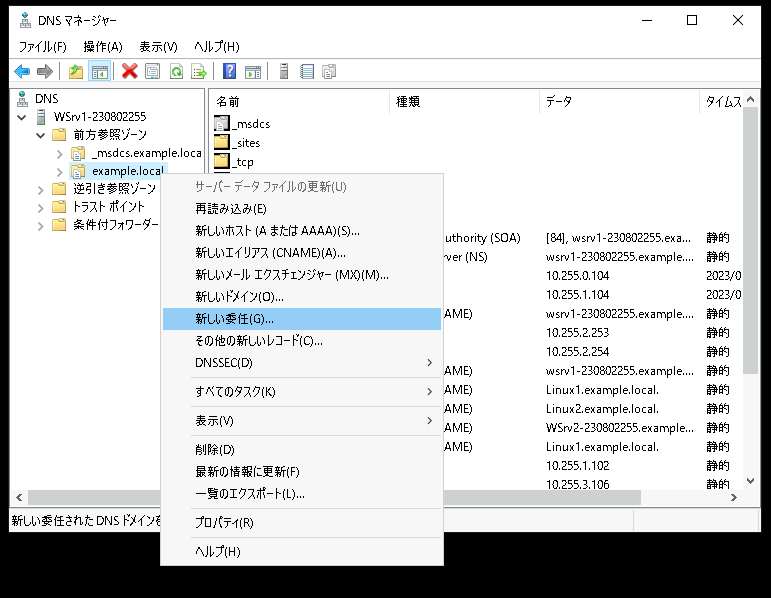 DNS マネージャー
ファイル(F) 操作(A) 表示(V) ヘルプ(H)
DNS
WSrv1-230802255
前方参照ゾーン
_msdcs.example.loca
example.local
逆引き参照ゾーン
トラスト ポイント
条件付フォワーダー
名前 種類 データ タイムス
_msdcs
_sites
_tcp
uthority (SOA) [84], wsrv1-230802255.exa... 静的
ver (NS) wsrv1-230802255.exampl... 静的
10.255.0.104 2023/0
10.255.1.104 2023/0
AME) wsrv1-230802255.exampl... 静的
10.255.2.253 静的
10.255.2.254 静的
AME) wsrv1-230802255.exampl... 静的
AME) Linux1.example.local. 静的
AME) Linux2.example.local. 静的
AME) WSrv2-230802255.example... 静的
AME) Linux1.example.local. 静的
10.255.1.102 静的
10.255.3.106 静的
サーバー データ ファイルの更新(U)
再読み込み(E)
新しいホスト (A または AAAA)(S)...
新しいエイリアス (CNAME)(A)...
新しいメール エクスチェンジャー (MX)(M)...
新しいドメイン(O)...
新しい委任(G)...
その他の新しいレコード(C)...
DNSSEC(D)
すべてのタスク(K)
表示(V)
削除(D)
最新の情報に更新(F)
一覧のエクスポート(L)...
プロパティ(R)
ヘルプ(H)
新しい委任された DNS ドメインを